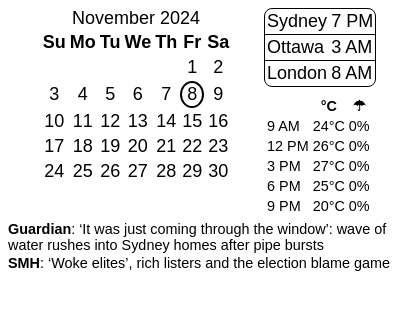 November 2024
Su Mo Tu We Th Fr Sa
1 2
3 4 5 6 7 8 9
10 11 12 13 14 15 16
17 18 19 20 21 22 23
24 25 26 27 28 29 30
Sydney 7 PM
Ottawa 3 AM
London 8 AM
°C ☂
9 AM 24°C 0%
12 PM 26°C 0%
3 PM 27°C 0%
6 PM 25°C 0%
9 PM 20°C 0%
Guardian: ‘It was just coming through the window’: wave of
water rushes into Sydney homes after pipe bursts
SMH: ‘Woke elites’, rich listers and the election blame game